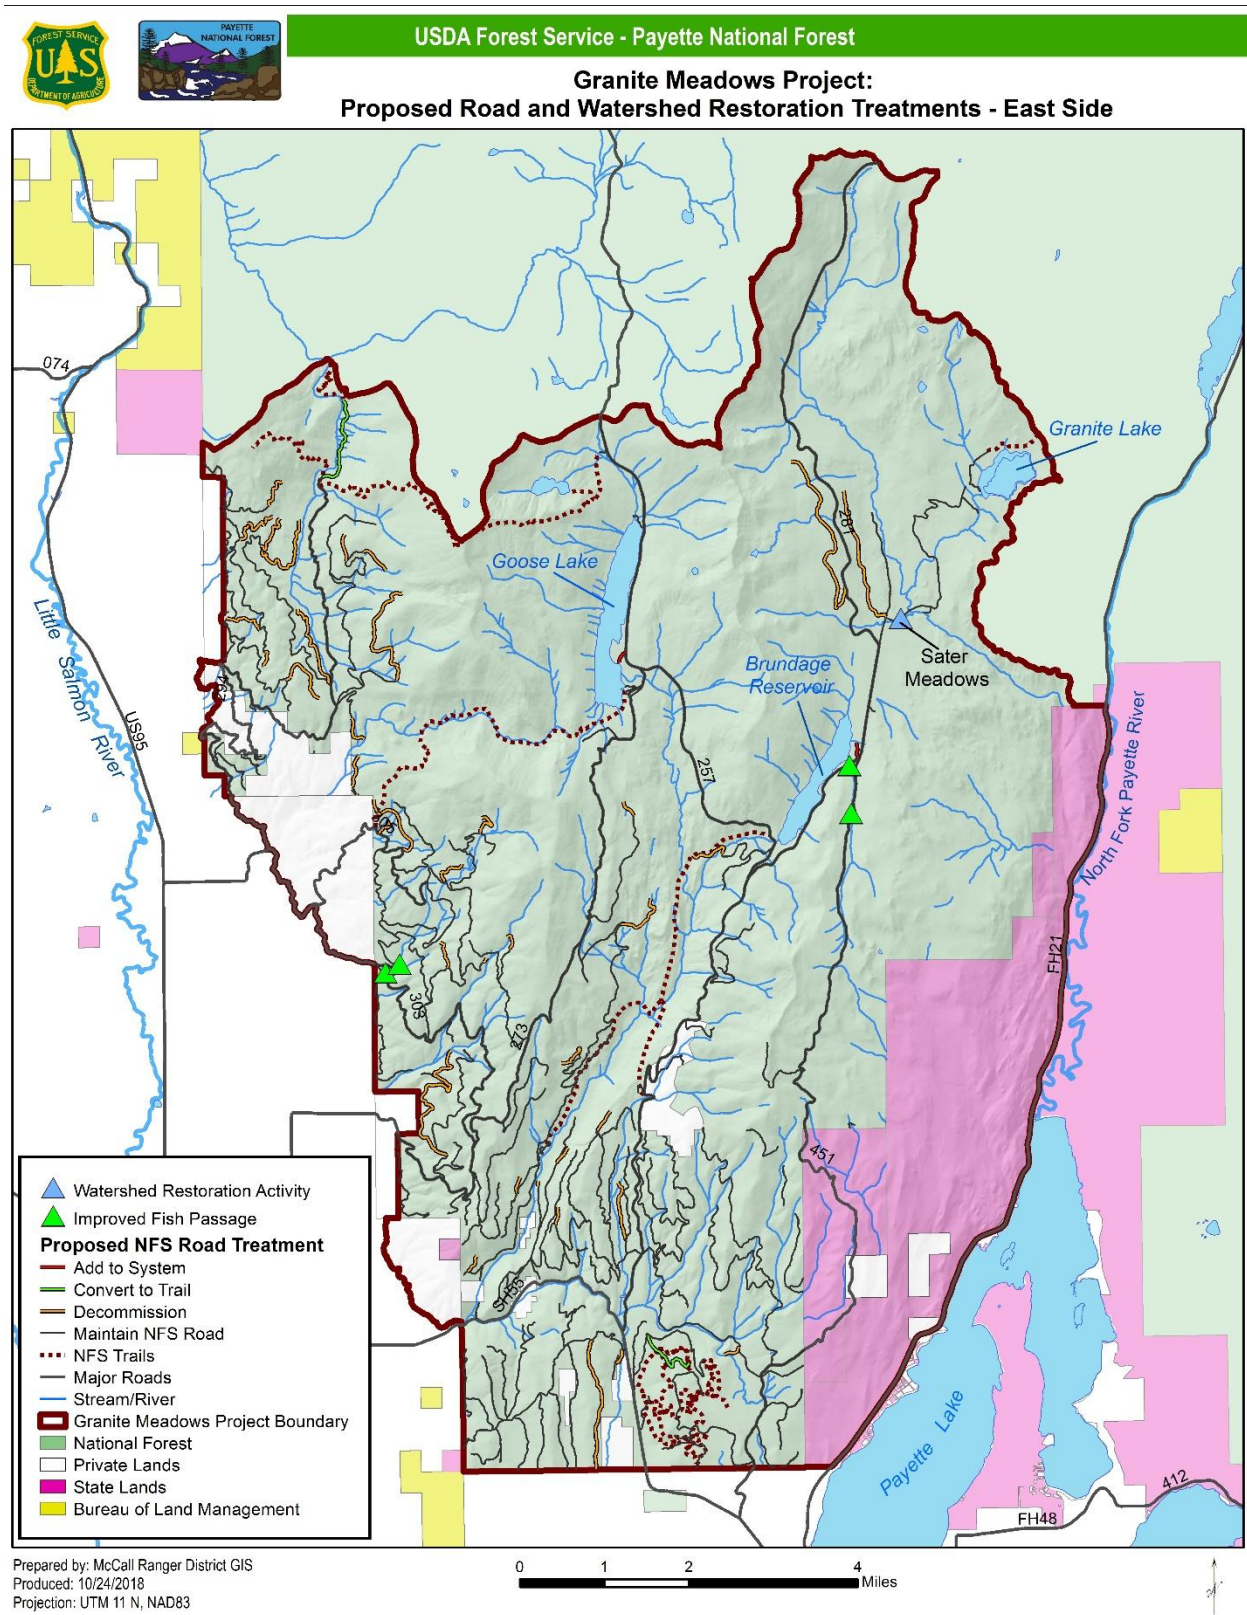 FOREST SERVICE
US
DEPARTMENT OF AGRICULTURE
PAYETTE
NATIONAL FOREST
USDA Forest Service - Payette National Forest
Granite Meadows Project:
Proposed Road and Watershed Restoration Treatments - East Side
074
Granite Lake
281
Goose Lake
Little Salmon River
Sater
Meadows
Brundage
Reservoir
294
US95
257
North Fork Payette River
FH21
303
273
451
SH55
Payette Lake
412
FH48
Watershed Restoration Activity
Improved Fish Passage
Proposed NFS Road Treatment
Add to System
Convert to Trail
Decommission
Maintain NFS Road
NFS Trails
Major Roads
Stream/River
Granite Meadows Project Boundary
National Forest
Private Lands
State Lands
Bureau of Land Management
Prepared by: McCall Ranger District GIS
Produced: 10/24/2018
Projection: UTM 11 N, NAD83
0 1 2 4
Miles